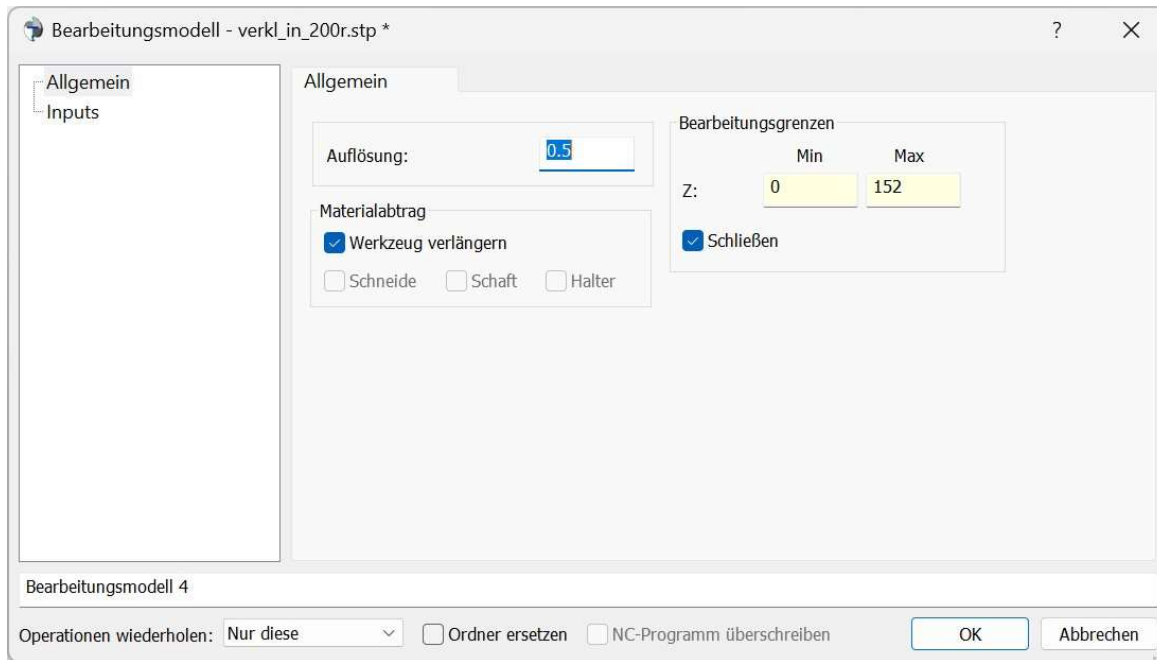 Bearbeitungsmodell - verkl_in_200r.stp *
?
Allgemein
Inputs
Allgemein
Auflösung: 0.5
Materialabtrag
Werkzeug verlängern
Schneide Schaft Halter
Bearbeitungsgrenzen
Min Max
Z: 0 152
Schließen
Bearbeitungsmodell 4
Operationen wiederholen: Nur diese Ordner ersetzen NC-Programm überschreiben OK Abbrechen